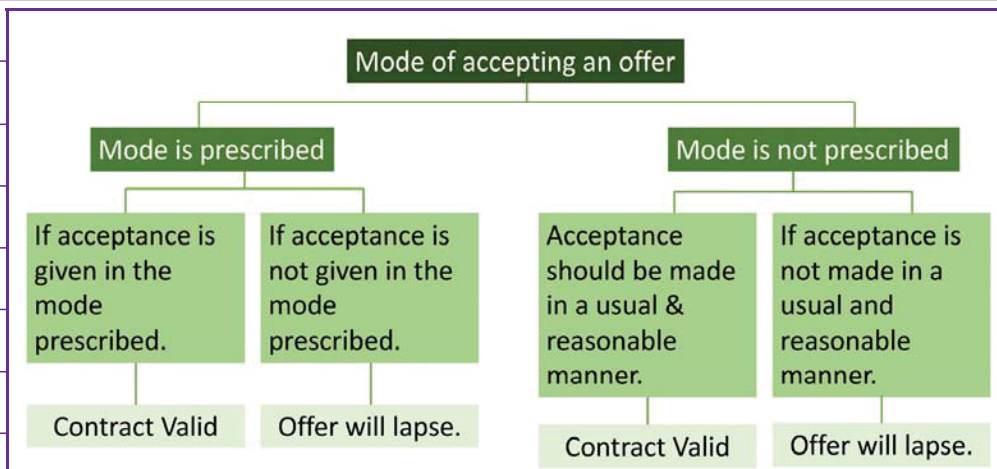 Mode of accepting an offer
Mode is prescribed
Mode is not prescribed
If acceptance is
given in the
mode
prescribed.
If acceptance is
not given in the
mode
prescribed.
Acceptance
should be made
in a usual &
reasonable
manner.
If acceptance is
not made in a
usual and
reasonable
manner.
Contract Valid
Offer will lapse.
Contract Valid
Offer will lapse.